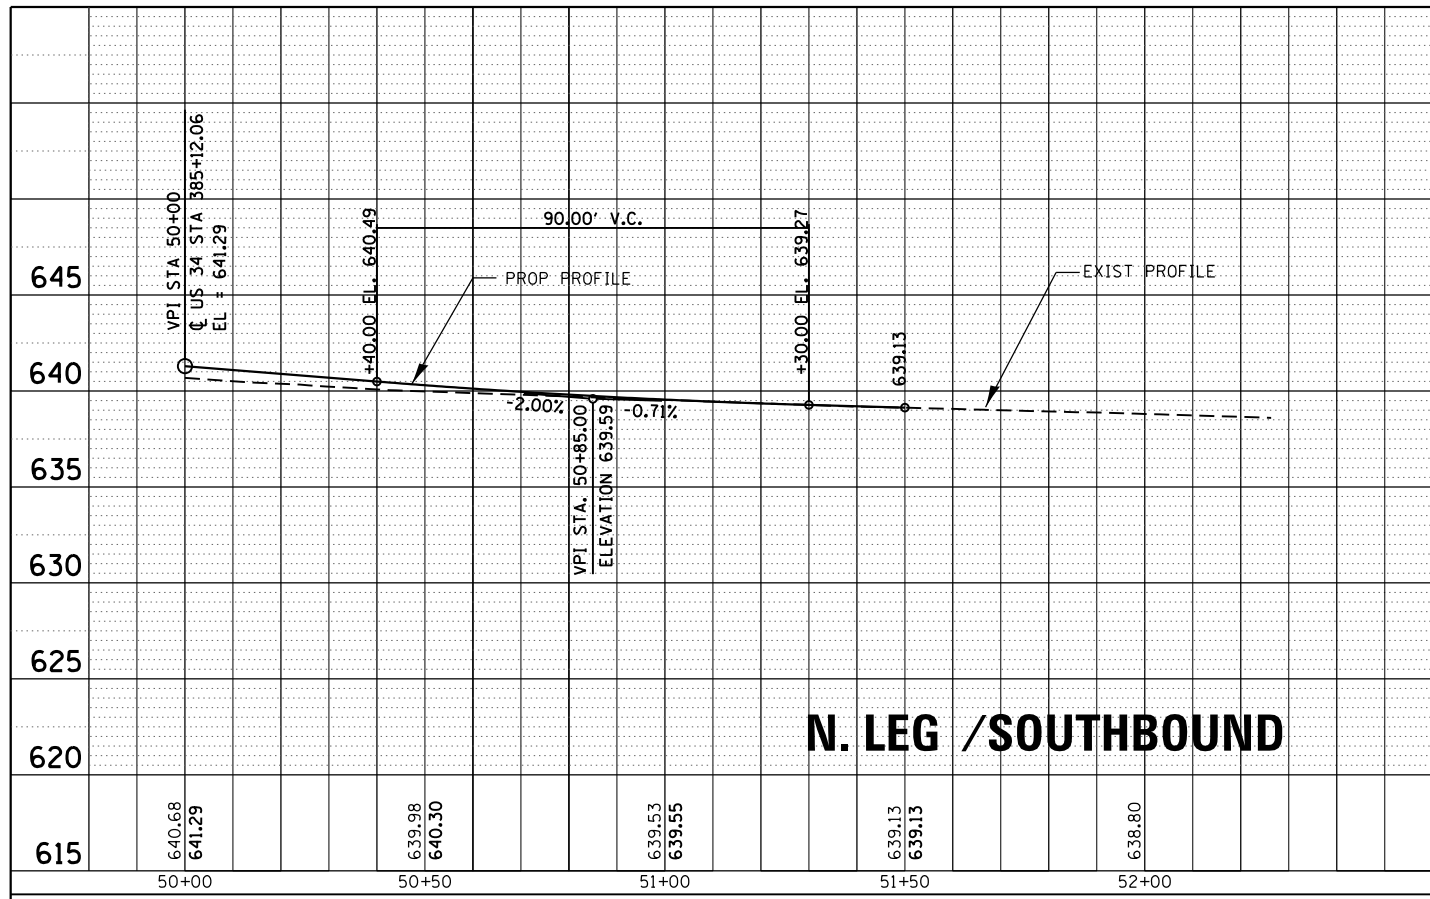 VPI STA 50+00
℄ US 34 STA 385+12.06
EL = 641.29
+40.00 EL. 640.49
90.00' V.C.
+30.00 EL. 639.27
639.13
PROP PROFILE
EXIST PROFILE
-2.00%
-0.71%
VPI STA. 50+85.00
ELEVATION 639.59
645
640
635
630
625
620
615
N. LEG /SOUTHBOUND
640.68
641.29
639.98
640.30
639.53
639.55
639.13
639.13
638.80
50+00
50+50
51+00
51+50
52+00